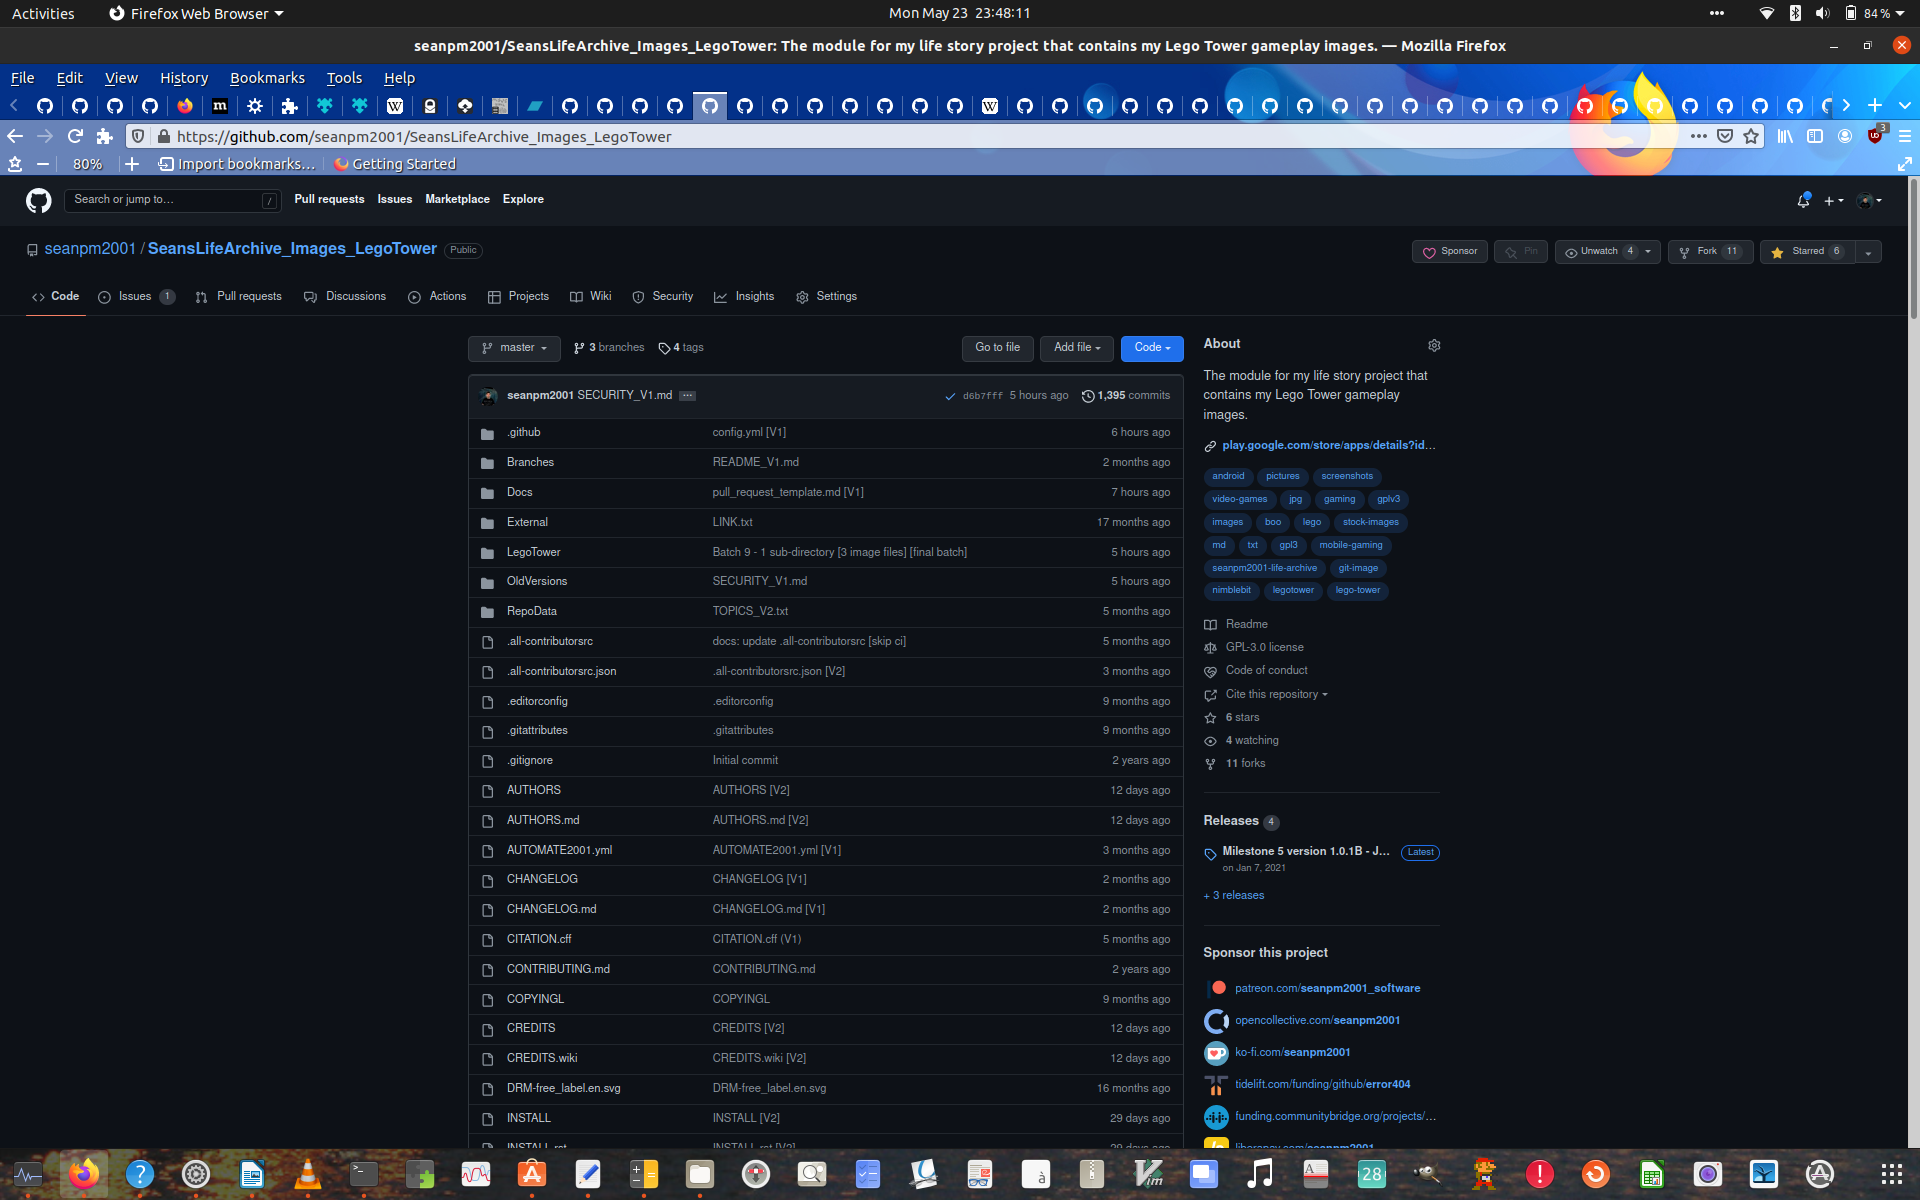 Activities Firefox Web Browser Mon May 23 23:48:11 84 %
seanpm2001/SeansLifeArchive_Images_LegoTower: The module for my life story project that contains my Lego Tower gameplay images. — Mozilla Firefox
File Edit View History Bookmarks Tools Help
https://github.com/seanpm2001/SeansLifeArchive_Images_LegoTower 3
80% Import bookmarks... Getting Started
Search or jump to... / Pull requests Issues Marketplace Explore
seanpm2001 / SeansLifeArchive_Images_LegoTower Public Sponsor Pin Unwatch 4 Fork 11 Starred 6
Code Issues 1 Pull requests Discussions Actions Projects Wiki Security Insights Settings
master 3 branches 4 tags Go to file Add file Code
seanpm2001 SECURITY_V1.md ... d6b7fff 5 hours ago 1,395 commits
.github config.yml [V1] 6 hours ago
Branches README_V1.md 2 months ago
Docs pull_request_template.md [V1] 7 hours ago
External LINK.txt 17 months ago
LegoTower Batch 9 - 1 sub-directory [3 image files] [final batch] 5 hours ago
OldVersions SECURITY_V1.md 5 hours ago
RepoData TOPICS_V2.txt 5 months ago
.all-contributorsrc docs: update .all-contributorsrc [skip ci] 5 months ago
.all-contributorsrc.json .all-contributorsrc.json [V2] 3 months ago
.editorconfig .editorconfig 9 months ago
.gitattributes .gitattributes 9 months ago
.gitignore Initial commit 2 years ago
AUTHORS AUTHORS [V2] 12 days ago
AUTHORS.md AUTHORS.md [V2] 12 days ago
AUTOMATE2001.yml AUTOMATE2001.yml [V1] 3 months ago
CHANGELOG CHANGELOG [V1] 2 months ago
CHANGELOG.md CHANGELOG.md [V1] 2 months ago
CITATION.cff CITATION.cff (V1) 5 months ago
CONTRIBUTING.md CONTRIBUTING.md 2 years ago
COPYINGL COPYINGL 9 months ago
CREDITS CREDITS [V2] 12 days ago
CREDITS.wiki CREDITS.wiki [V2] 12 days ago
DRM-free_label.en.svg DRM-free_label.en.svg 16 months ago
INSTALL INSTALL [V2] 29 days ago
INSTALL.rst INSTALL.rst [V2] 29 days ago
About
The module for my life story project that
contains my Lego Tower gameplay
images.
play.google.com/store/apps/details?id...
android pictures screenshots
video-games jpg gaming gplv3
images boo lego stock-images
md txt gpl3 mobile-gaming
seanpm2001-life-archive git-image
nimblebit legotower lego-tower
Readme
GPL-3.0 license
Code of conduct
Cite this repository
6 stars
4 watching
11 forks
Releases 4
Milestone 5 version 1.0.1B - J... Latest
on Jan 7, 2021
+ 3 releases
Sponsor this project
patreon.com/seanpm2001_software
opencollective.com/seanpm2001
ko-fi.com/seanpm2001
tidelift.com/funding/github/error404
funding.communitybridge.org/projects/...
liberapay.com/seanpm2001
28